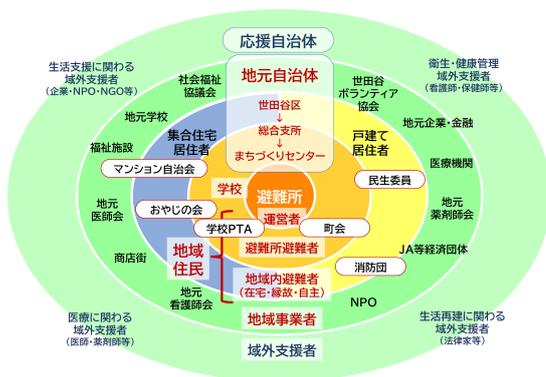 応援自治体
地元自治体
世田谷区
↓
総合支所
↓
まちづくりセンター
生活支援に関わる
域外支援者
(企業・NPO・NGO等)
衛生・健康管理
域外支援者
(看護師・保健師等)
社会福祉
協議会
世田谷
ボランティア
協会
地元学校
地元企業・金融
集合住宅
居住者
戸建て
居住者
福祉施設
医療機関
マンション自治会
民生委員
学校
避難所
運営者
地元
医師会
おやじの会
地元
薬剤師会
学校PTA
町会
地域
住民
避難所避難者
JA等経済団体
商店街
消防団
地域内避難者
(在宅・縁故・自主)
地元
看護師会
NPO
地域事業者
医療に関わる
域外支援者
(医師・薬剤師等)
生活再建に関わる
域外支援者
(法律家等)
域外支援者